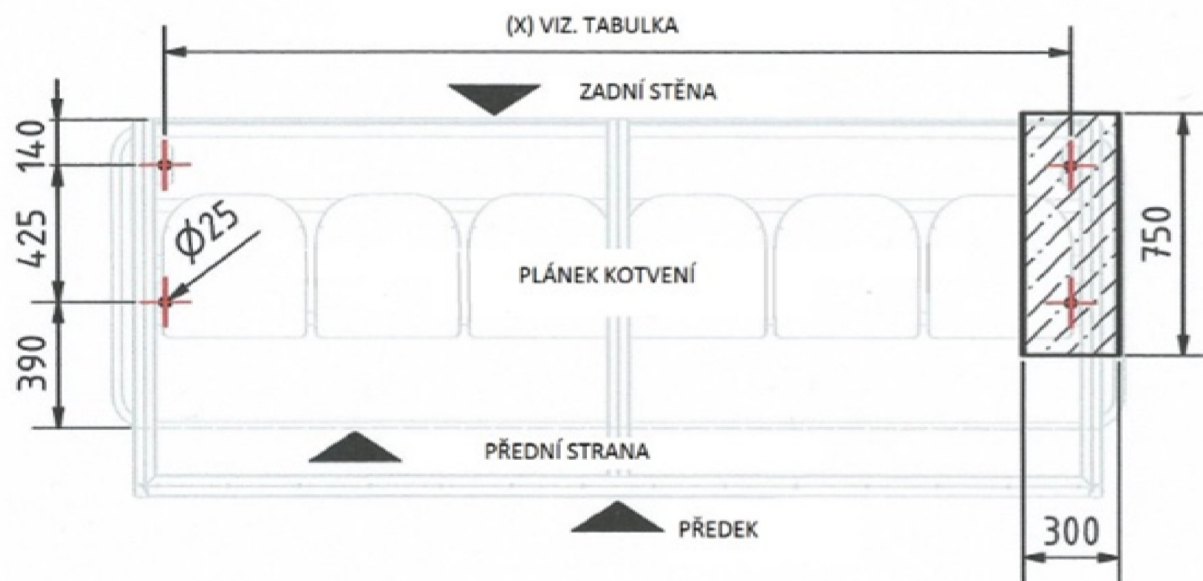 (X) VIZ. TABULKA
ZADNÍ STĚNA
140
425
390
Ø25
PLÁNEK KOTVENÍ
750
PŘEDNÍ STRANA
PŘEDEK
300